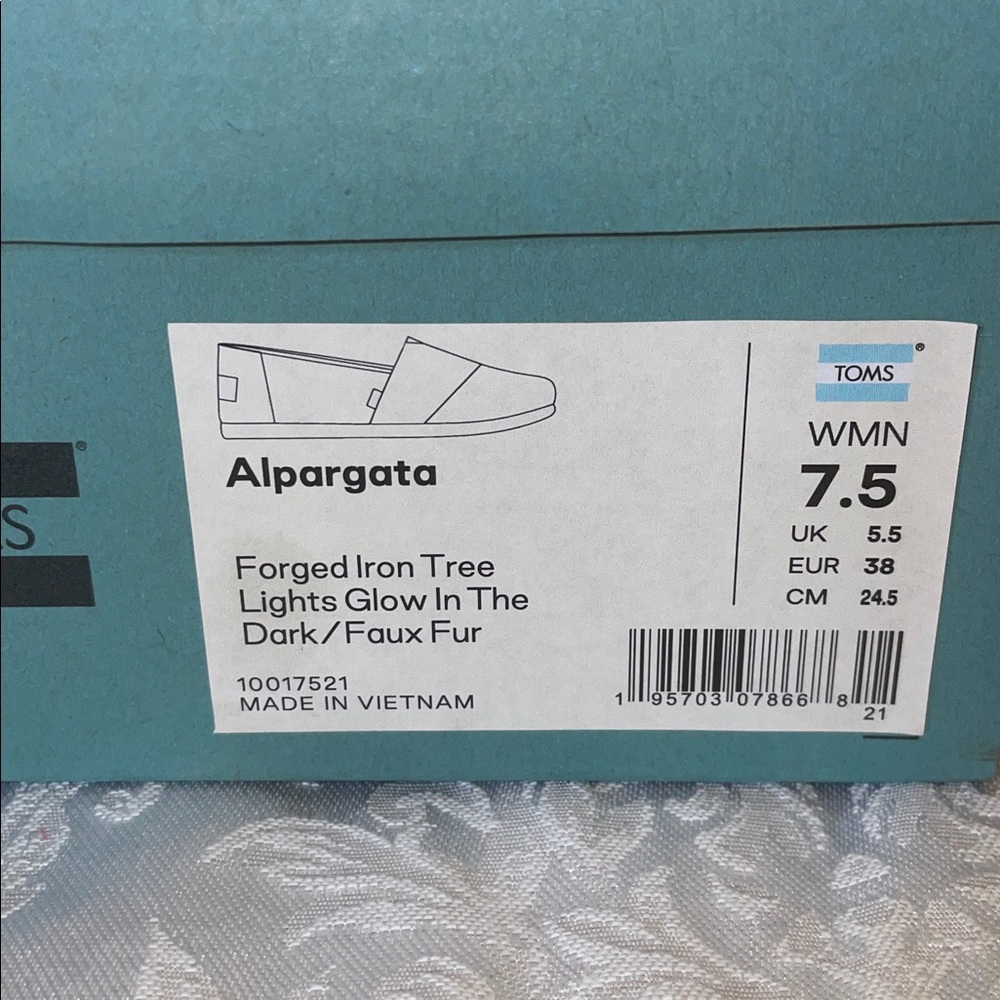 S
®
Alpargata
Forged Iron Tree
Lights Glow In The
Dark/Faux Fur
10017521
MADE IN VIETNAM
TOMS®
WMN
7.5
UK 5.5
EUR 38
CM 24.5
1 95703 07866 8
21